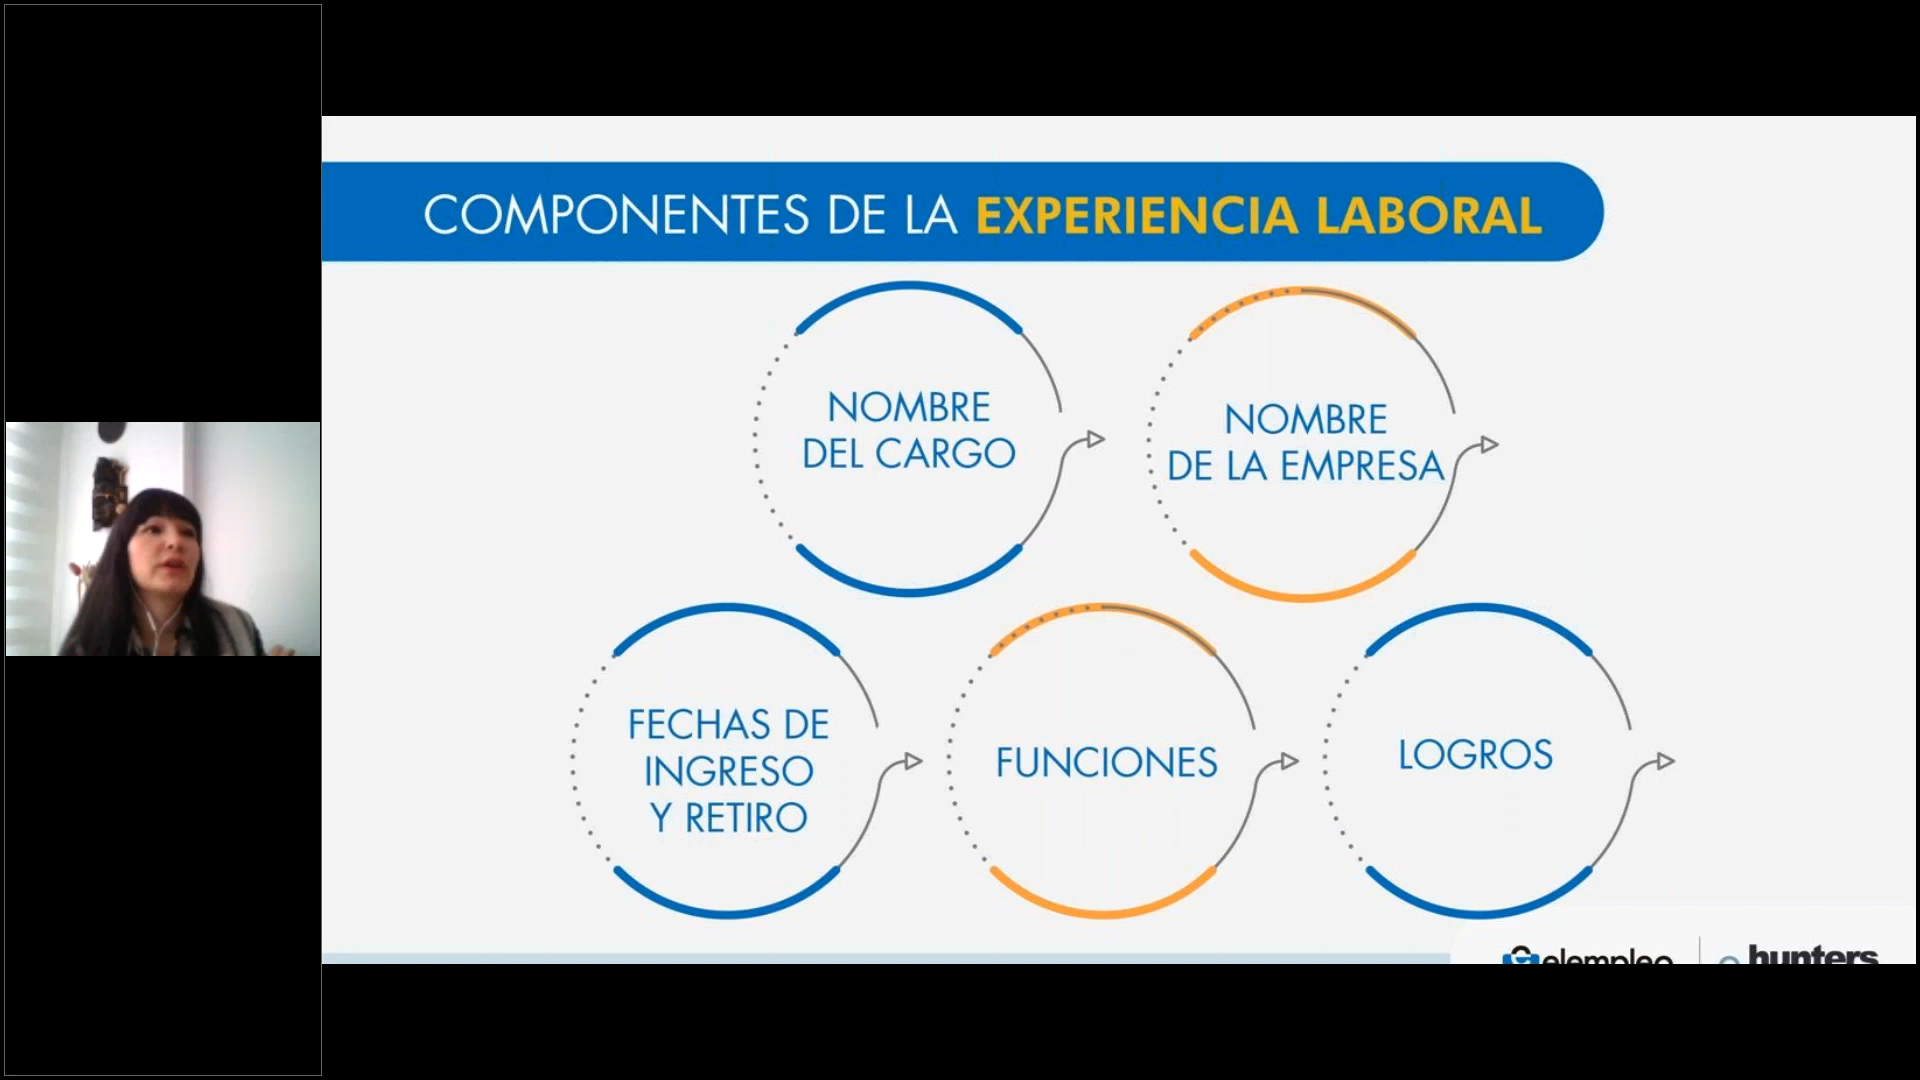 COMPONENTES DE LA EXPERIENCIA LABORAL
NOMBRE
DEL CARGO
NOMBRE
DE LA EMPRESA
FECHAS DE
INGRESO
Y RETIRO
FUNCIONES
LOGROS
elempleo
hunters